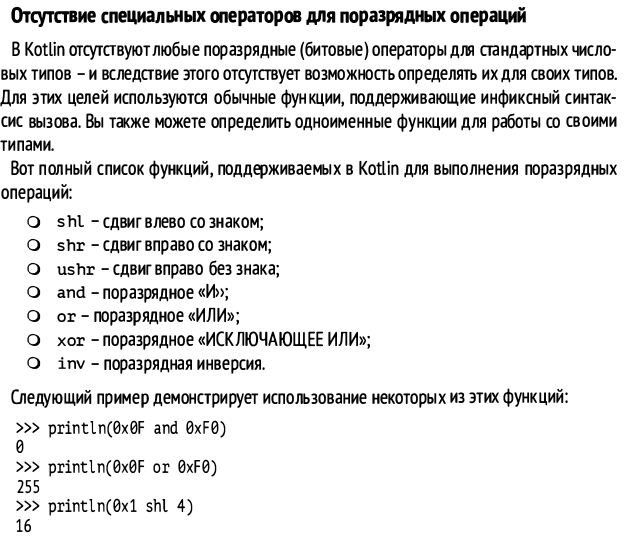 Отсутствие специальных операторов для поразрядных операций
В Kotlin отсутствуют любые поразрядные (битовые) операторы для стандартных число-
вых типов – и вследствие этого отсутствует возможность определять их для своих типов.
Для этих целей используются обычные функции, поддерживающие инфиксный синтак-
сис вызова. Вы также можете определить одноименные функции для работы со своими
типами.
Вот полный список функций, поддерживаемых в Kotlin для выполнения поразрядных
операций:
❍ shl – сдвиг влево со знаком;
❍ shr – сдвиг вправо со знаком;
❍ ushr – сдвиг вправо без знака;
❍ and – поразрядное «И»;
❍ or – поразрядное «ИЛИ»;
❍ xor – поразрядное «ИСКЛЮЧАЮЩЕЕ ИЛИ»;
❍ inv – поразрядная инверсия.
Следующий пример демонстрирует использование некоторых из этих функций:
>>> println(0x0F and 0xF0)
0
>>> println(0x0F or 0xF0)
255
>>> println(0x1 shl 4)
16